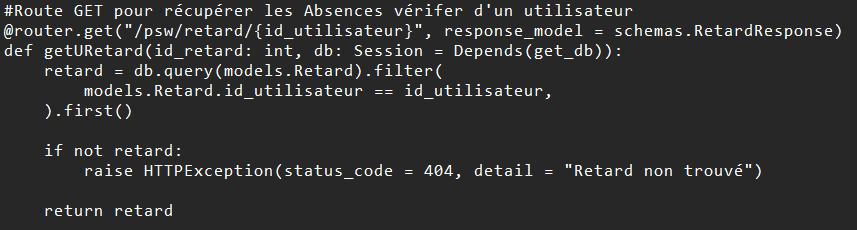 #Route GET pour récupérer les Absences vérifer d'un utilisateur
@router.get("/psw/retard/{id_utilisateur}", response_model = schemas.RetardResponse)
def getURetard(id_retard: int, db: Session = Depends(get_db)):
    retard = db.query(models.Retard).filter(
        models.Retard.id_utilisateur == id_utilisateur,
    ).first()
    if not retard:
        raise HTTPException(status_code = 404, detail = "Retard non trouvé")
    return retard